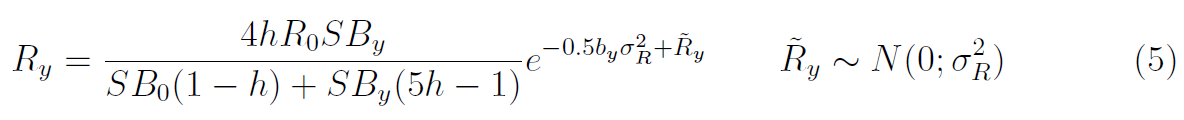 R_y = \frac{4hR_0SB_y}{SB_0(1-h)+SB_y(5h-1)}e^{-0.5b_y\sigma_R^2+\tilde{R}_y} \qquad \tilde{R}_y \sim N(0;\sigma_R^2) \qquad (5)